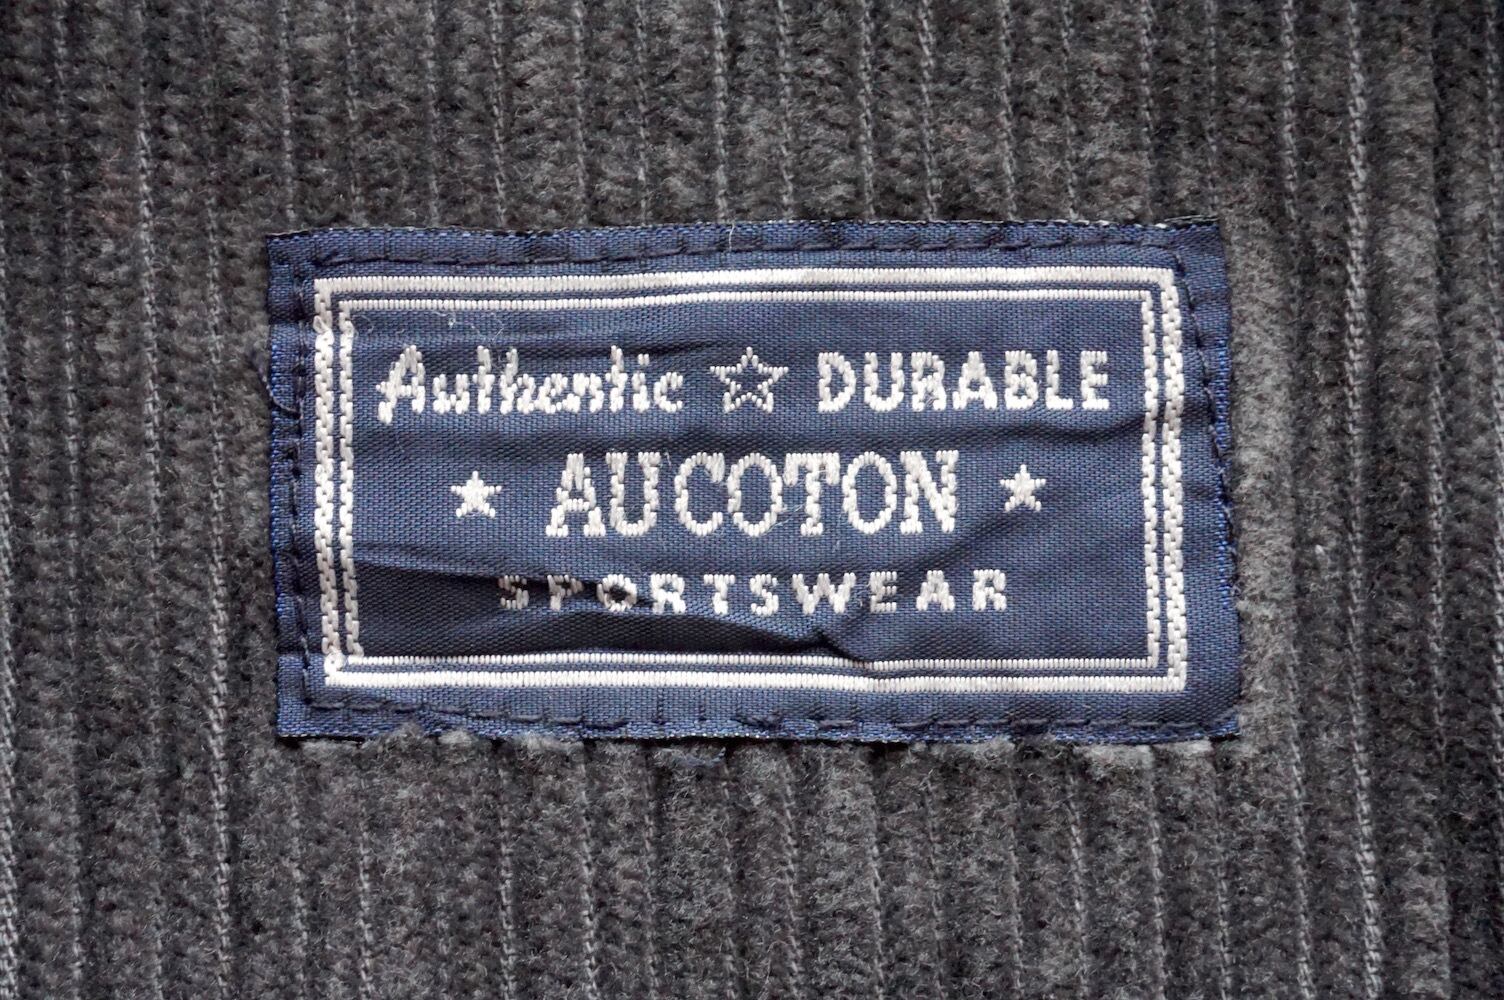 Authentic ☆ DURABLE
★ AUCOTON ★
SPORTSWEAR